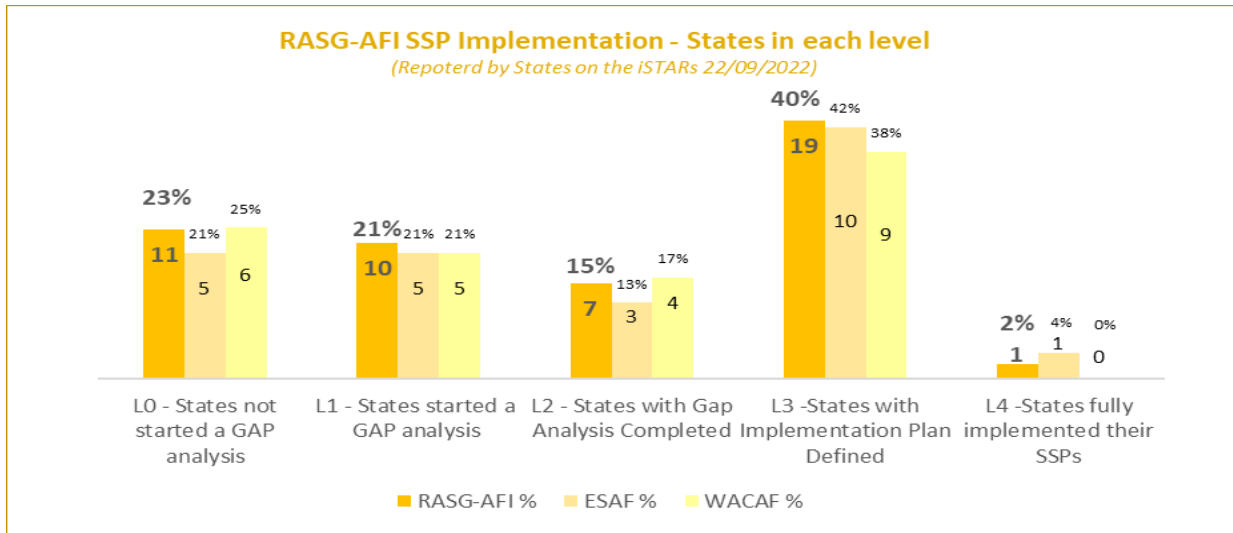 RASG-AFI SSP Implementation - States in each level
(Repoterd by States on the iSTARs 22/09/2022)
23%
11
21%
5
25%
6
21%
10
21%
5
21%
5
15%
7
13%
3
17%
4
40%
19
42%
10
38%
9
2%
1
4%
1
0%
0
L0 - States not
started a GAP
analysis
L1 - States started a
GAP analysis
L2 - States with Gap
Analysis Completed
L3 -States with
Implementation Plan
Defined
L4 -States fully
implemented their
SSPs
RASG-AFI %
ESAF %
WACAF %